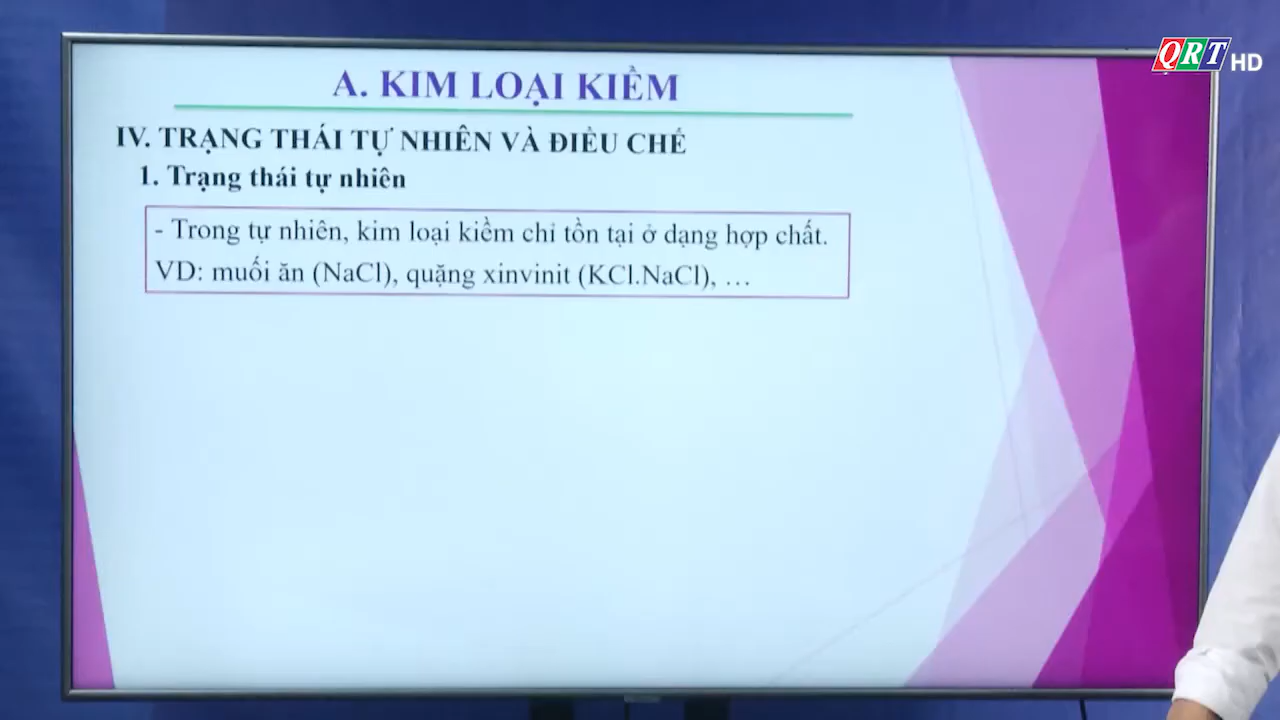 QRT HD
A. KIM LOẠI KIỀM
IV. TRẠNG THÁI TỰ NHIÊN VÀ ĐIỀU CHẾ
1. Trạng thái tự nhiên
- Trong tự nhiên, kim loại kiềm chỉ tồn tại ở dạng hợp chất.
VD: muối ăn (NaCl), quặng xinvinit (KCl.NaCl), …